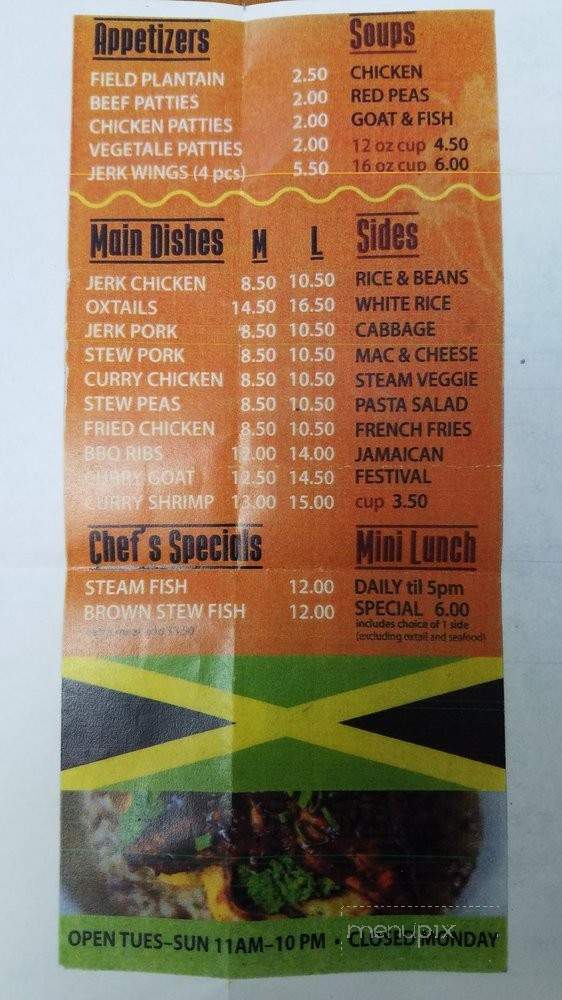 Appetizers
FIELD PLANTAIN 2.50
BEEF PATTIES 2.00
CHICKEN PATTIES 2.00
VEGETALE PATTIES 2.00
JERK WINGS (4 pcs) 5.50
Soups
CHICKEN
RED PEAS
GOAT & FISH
12 oz cup 4.50
16 oz cup 6.00
Main Dishes M L
JERK CHICKEN 8.50 10.50
OXTAILS 14.50 16.50
JERK PORK 8.50 10.50
STEW PORK 8.50 10.50
CURRY CHICKEN 8.50 10.50
STEW PEAS 8.50 10.50
FRIED CHICKEN 8.50 10.50
BBQ RIBS 12.00 14.00
CURRY GOAT 12.50 14.50
CURRY SHRIMP 13.00 15.00
Sides
RICE & BEANS
WHITE RICE
CABBAGE
MAC & CHEESE
STEAM VEGGIE
PASTA SALAD
FRENCH FRIES
JAMAICAN
FESTIVAL
cup 3.50
Chef's Specials
STEAM FISH 12.00
BROWN STEW FISH 12.00
Mini Lunch
DAILY til 5pm
SPECIAL 6.00
includes choice of 1 side
(excluding oxtail and seafood)
OPEN TUES–SUN 11AM–10 PM • CLOSED MONDAY
menupix